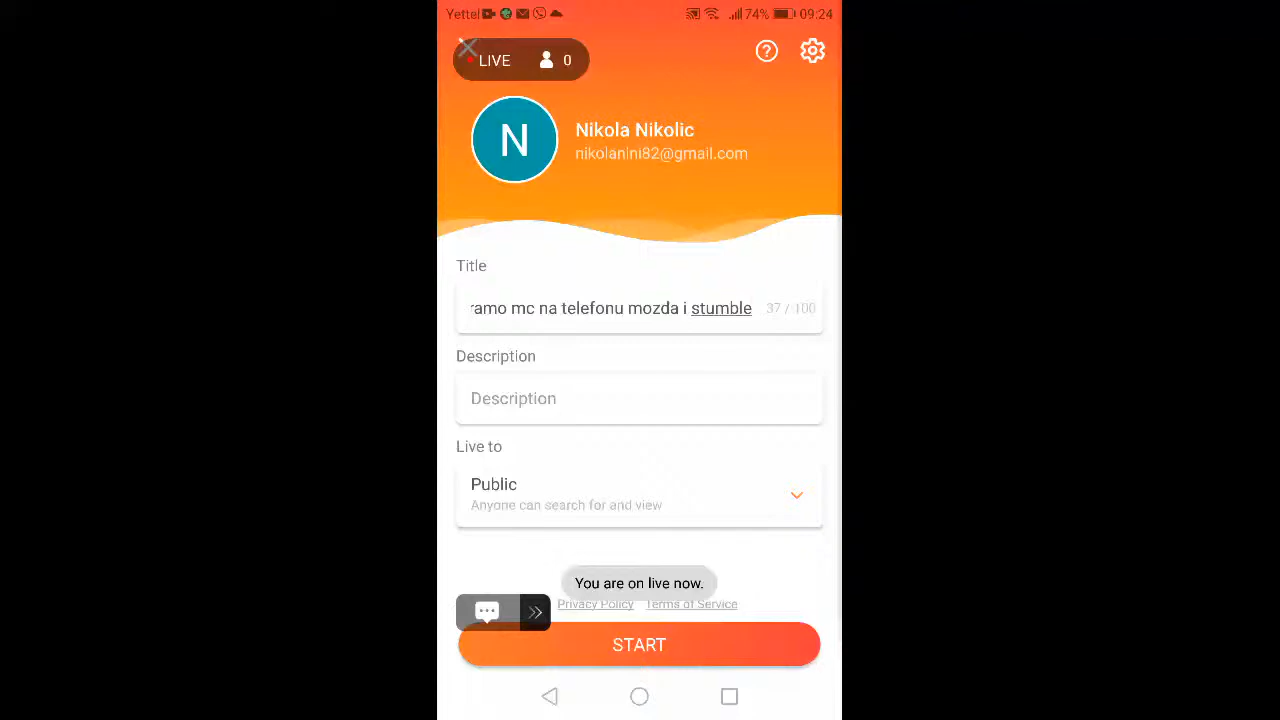 Yettel 74% 09:24
LIVE 0
N
Nikola Nikolic
nikolanini82@gmail.com
Title
ramo mc na telefonu mozda i stumble 37 / 100
Description
Description
Live to
Public
Anyone can search for and view
You are on live now.
Privacy Policy Terms of Service
START